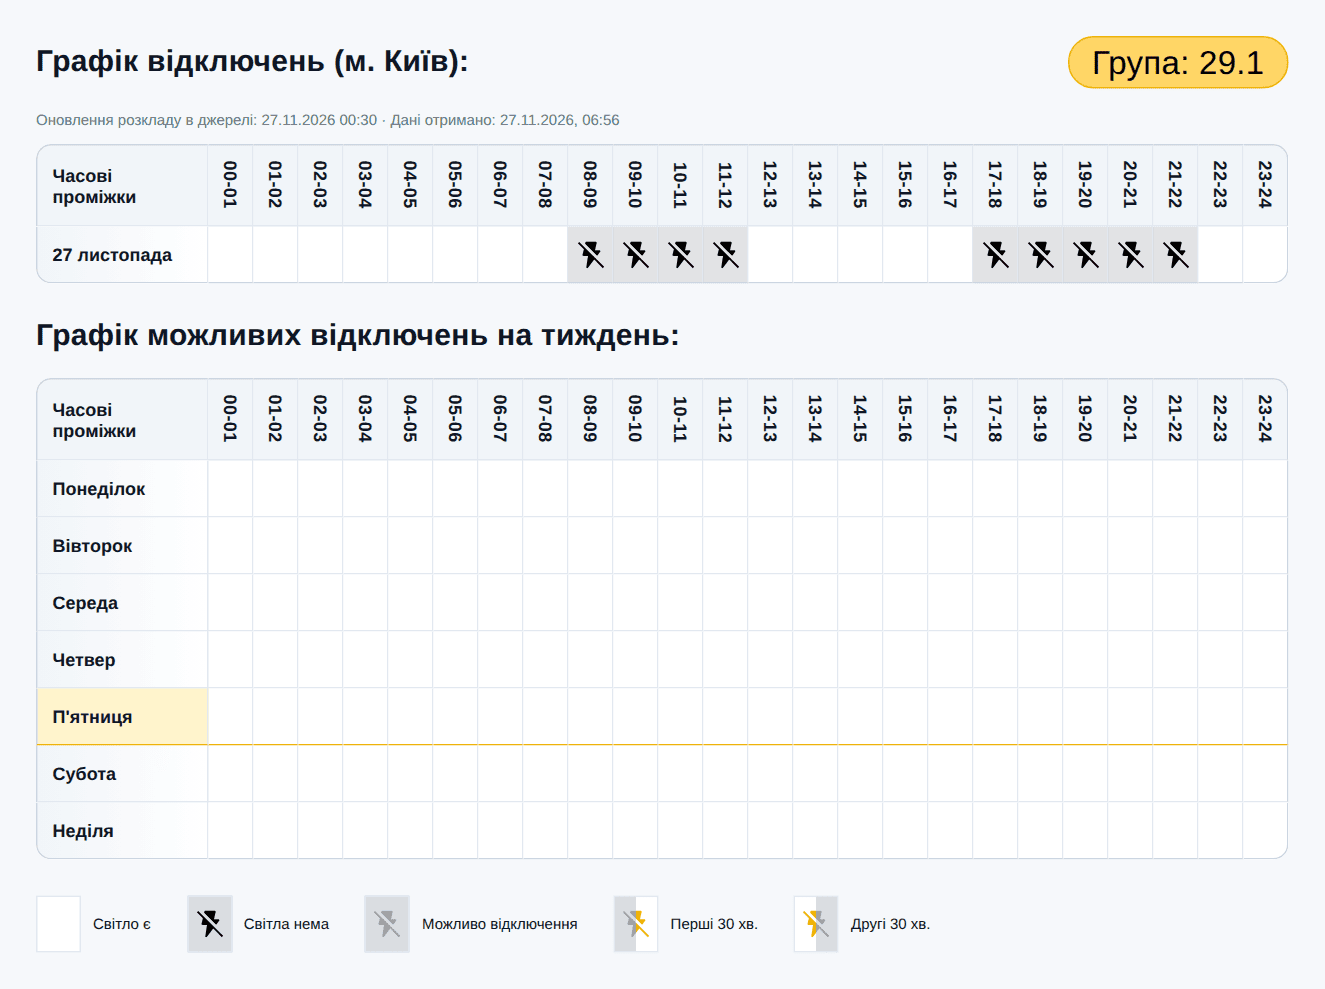 Графік відключень (м. Київ):
Група: 29.1
Оновлення розкладу в джерелі: 27.11.2026 00:30 · Дані отримано: 27.11.2026, 06:56
Часові проміжки 00-01 01-02 02-03 03-04 04-05 05-06 06-07 07-08 08-09 09-10 10-11 11-12 12-13 13-14 14-15 15-16 16-17 17-18 18-19 19-20 20-21 21-22 22-23 23-24
27 листопада
Графік можливих відключень на тиждень:
Часові проміжки 00-01 01-02 02-03 03-04 04-05 05-06 06-07 07-08 08-09 09-10 10-11 11-12 12-13 13-14 14-15 15-16 16-17 17-18 18-19 19-20 20-21 21-22 22-23 23-24
Понеділок
Вівторок
Середа
Четвер
П'ятниця
Субота
Неділя
Світло є Світла нема Можливо відключення Перші 30 хв. Другі 30 хв.